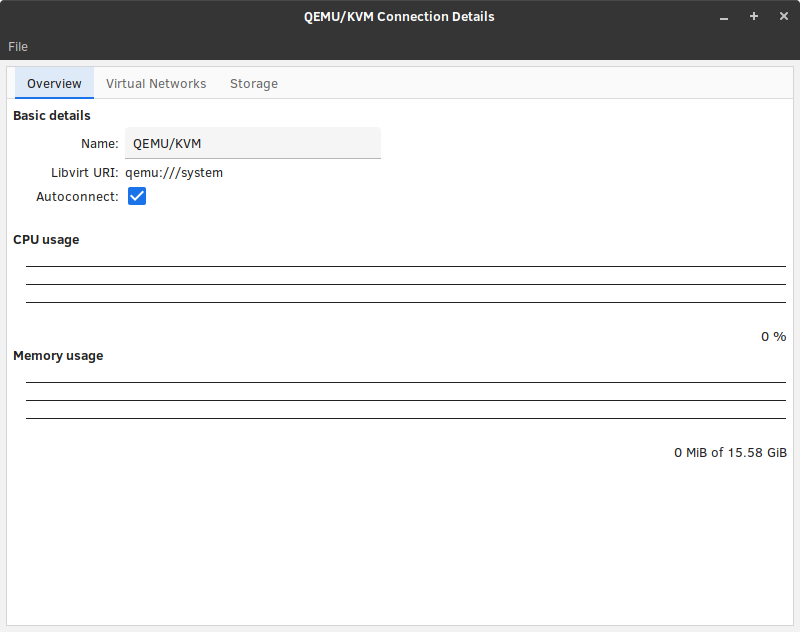 QEMU/KVM Connection Details
File
Overview Virtual Networks Storage
Basic details
Name: QEMU/KVM
Libvirt URI: qemu:///system
Autoconnect:
CPU usage
0 %
Memory usage
0 MiB of 15.58 GiB